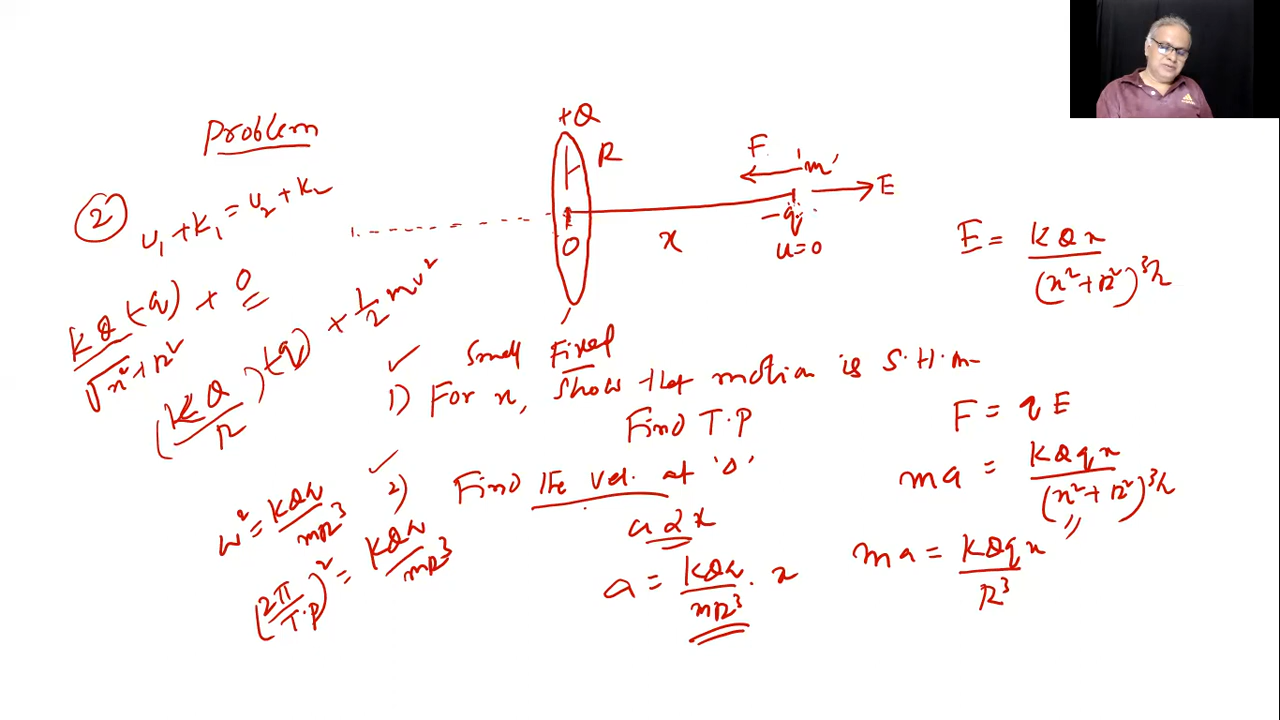 Problem
+Q
R
F
'm'
E
② U₁ + K₁ = U₂ + K₂
O
x
-q
u=0
E = KQx / (x² + R²)^3/2
KQ(-q) / √x² + R² + 0
(KQ / R)(-q) + 1/2 mv²
Small Fixed
1) For x, show that motion is S.H.m
Find T.P
F = qE
2) Find the vel. at 'O'
ma = KQqx / (x² + R²)^3/2
a α x
ω² = KQq / mR³
ma = KQqx / R³
(2π / T.P)² = KQq / mR³
a = KQq / mR³ · x